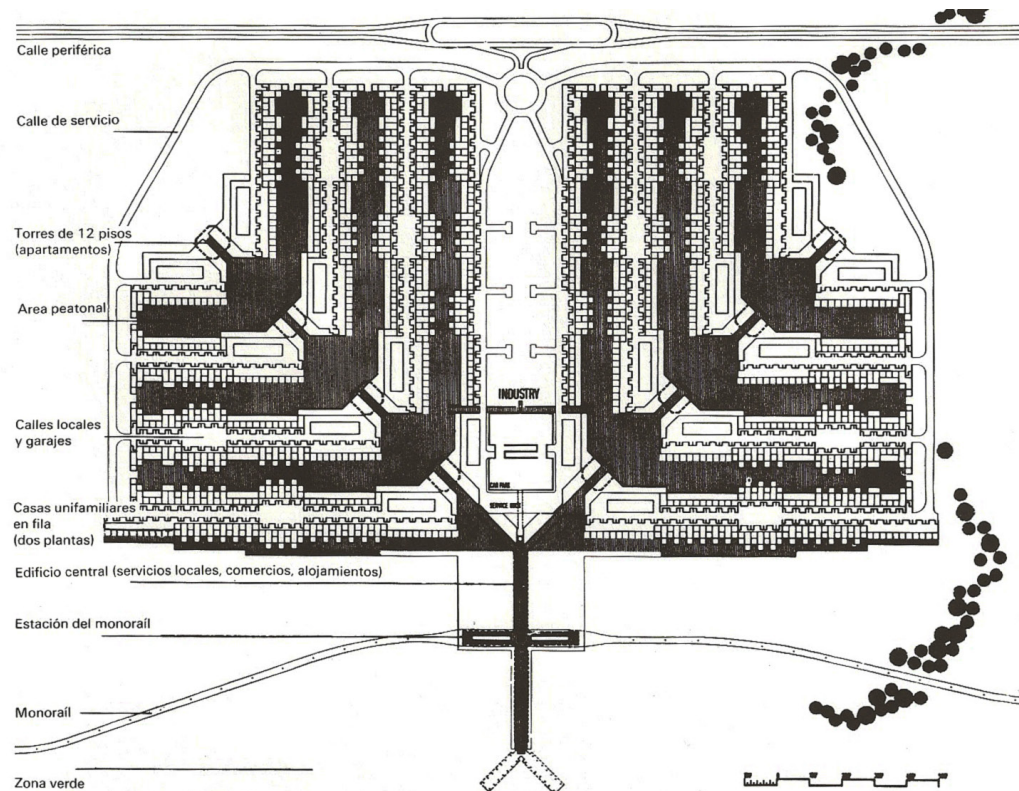 Calle periférica
Calle de servicio
Torres de 12 pisos
(apartamentos)
Area peatonal
INDUSTRY
Calles locales
y garajes
CAR PARK
SERVICE AREA
Casas unifamiliares
en fila
(dos plantas)
Edificio central (servicios locales, comercios, alojamientos)
Estación del monoraíl
Monoraíl
Zona verde